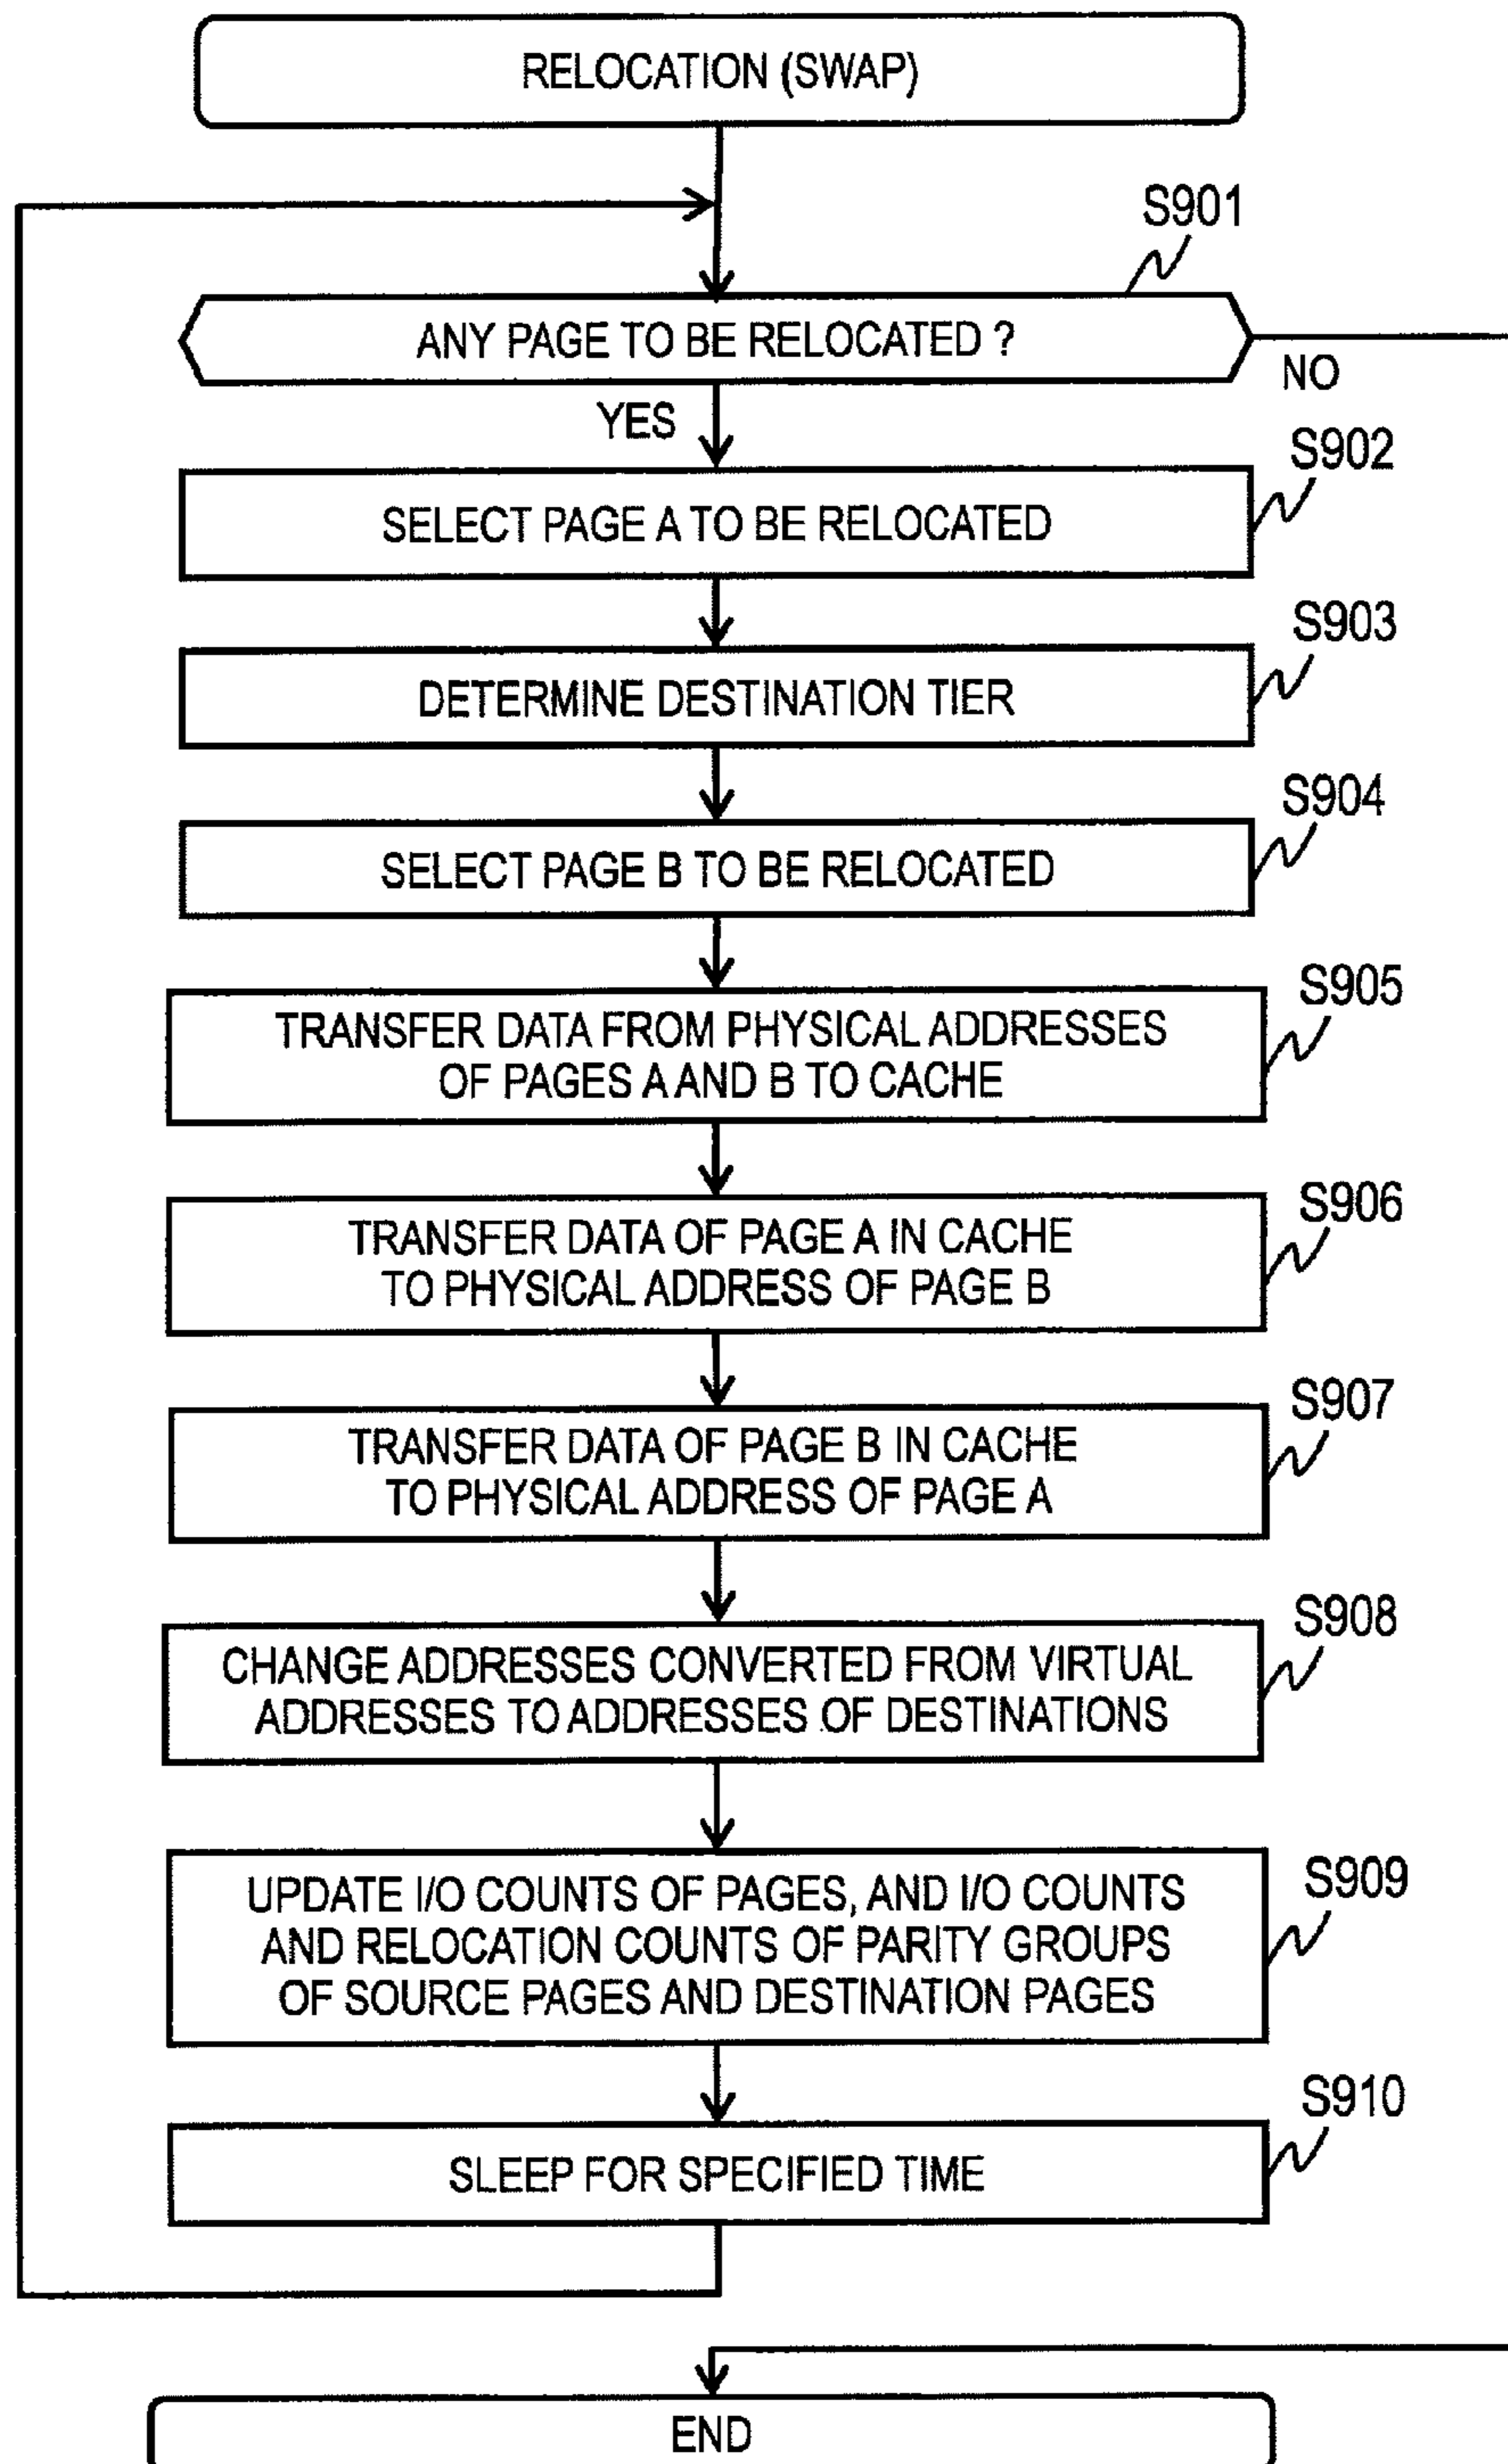 RELOCATION (SWAP)
S901
ANY PAGE TO BE RELOCATED ?
NO
YES
S902
SELECT PAGE A TO BE RELOCATED
S903
DETERMINE DESTINATION TIER
S904
SELECT PAGE B TO BE RELOCATED
S905
TRANSFER DATA FROM PHYSICAL ADDRESSES
OF PAGES A AND B TO CACHE
S906
TRANSFER DATA OF PAGE A IN CACHE
TO PHYSICAL ADDRESS OF PAGE B
S907
TRANSFER DATA OF PAGE B IN CACHE
TO PHYSICAL ADDRESS OF PAGE A
S908
CHANGE ADDRESSES CONVERTED FROM VIRTUAL
ADDRESSES TO ADDRESSES OF DESTINATIONS
S909
UPDATE I/O COUNTS OF PAGES, AND I/O COUNTS
AND RELOCATION COUNTS OF PARITY GROUPS
OF SOURCE PAGES AND DESTINATION PAGES
S910
SLEEP FOR SPECIFIED TIME
END